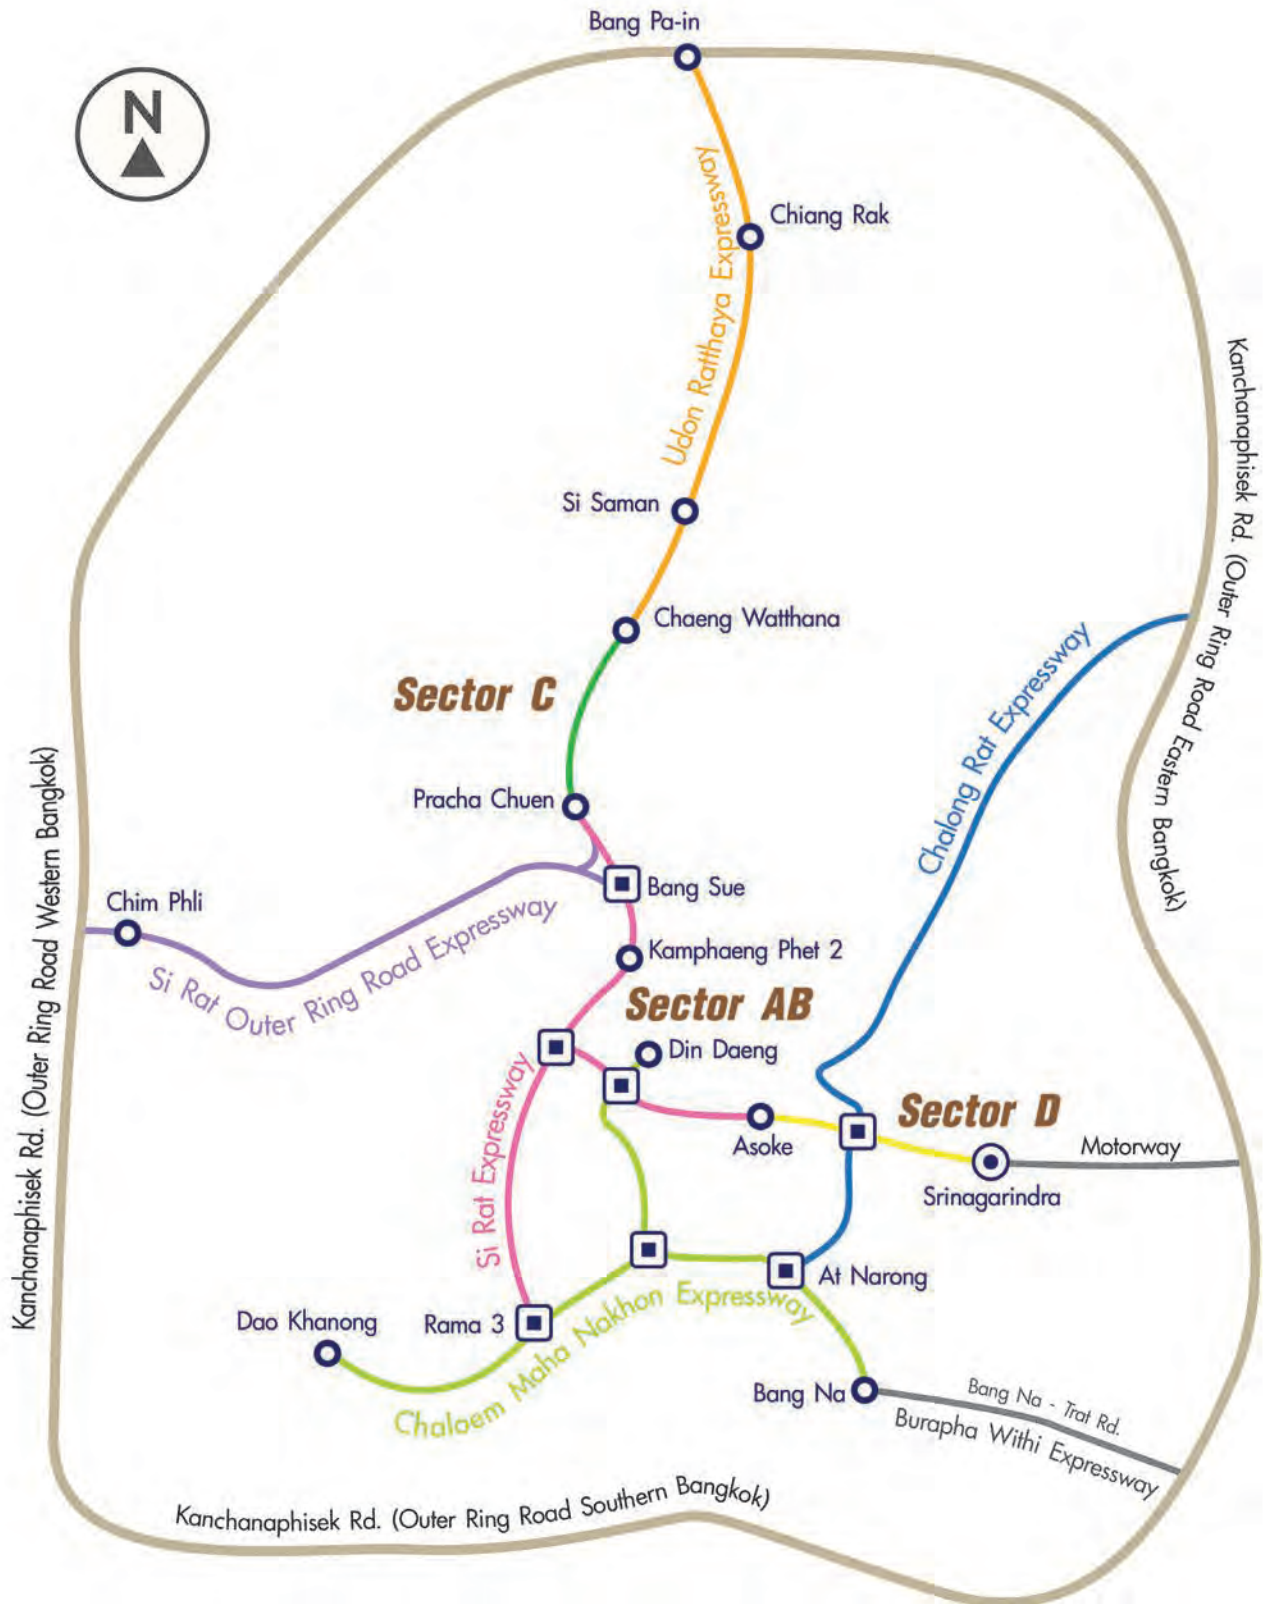 Bang Pa-in
N
Chiang Rak
Udon Ratthaya Expressway
Kanchanaphisek Rd. (Outer Ring Road Eastern Bangkok)
Si Saman
Chaeng Watthana
Sector C
Chalong Rat Expressway
Pracha Chuen
Kanchanaphisek Rd. (Outer Ring Road Western Bangkok)
Bang Sue
Chim Phli
Si Rat Outer Ring Road Expressway
Kamphaeng Phet 2
Sector AB
Din Daeng
Si Rat Expressway
Sector D
Asoke
Motorway
Srinagarindra
At Narong
Dao Khanong
Rama 3
Chalaem Maha Nakhon Expressway
Bang Na
Bang Na - Trat Rd.
Burapha Withi Expressway
Kanchanaphisek Rd. (Outer Ring Road Southern Bangkok)